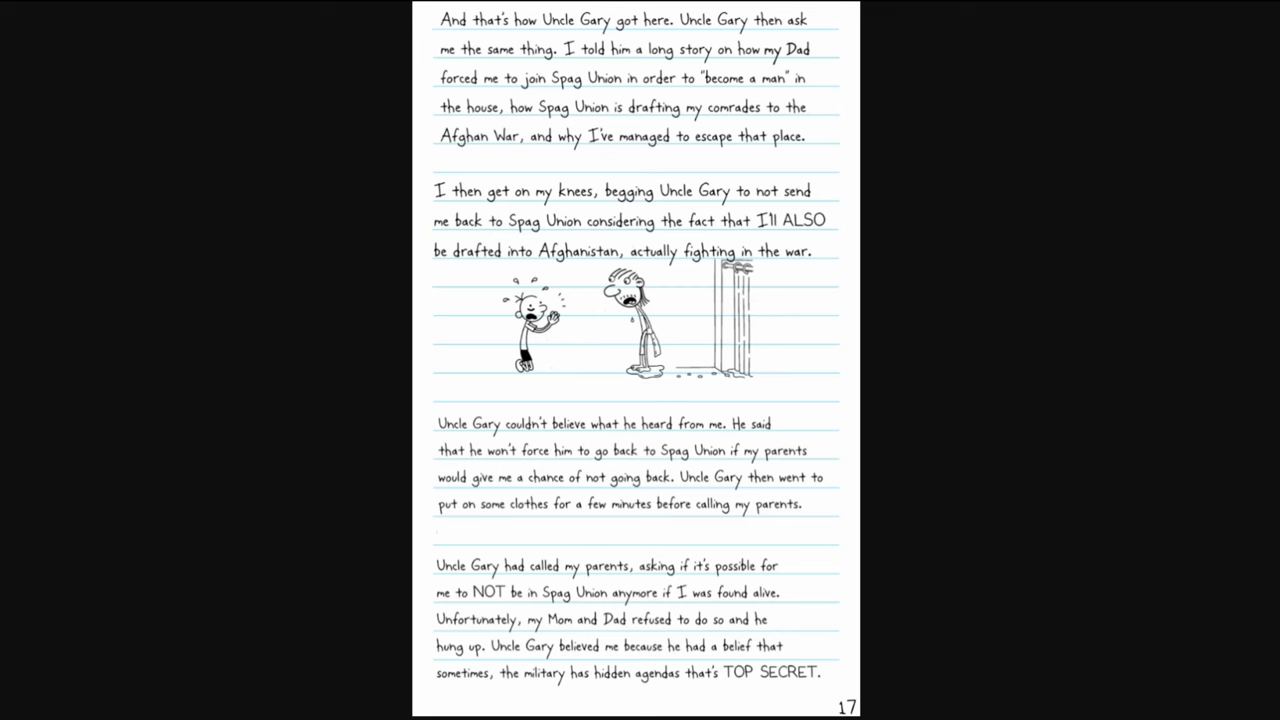 And that's how Uncle Gary got here. Uncle Gary then ask
me the same thing. I told him a long story on how my Dad
forced me to join Spag Union in order to "become a man" in
the house, how Spag Union is drafting my comrades to the
Afghan War, and why I've managed to escape that place.
I then get on my knees, begging Uncle Gary to not send
me back to Spag Union considering the fact that I'll ALSO
be drafted into Afghanistan, actually fighting in the war.
Uncle Gary couldn't believe what he heard from me. He said
that he won't force him to go back to Spag Union if my parents
would give me a chance of not going back. Uncle Gary then went to
put on some clothes for a few minutes before calling my parents.
Uncle Gary had called my parents, asking if it's possible for
me to NOT be in Spag Union anymore if I was found alive.
Unfortunately, my Mom and Dad refused to do so and he
hung up. Uncle Gary believed me because he had a belief that
sometimes, the military has hidden agendas that's TOP SECRET.
17